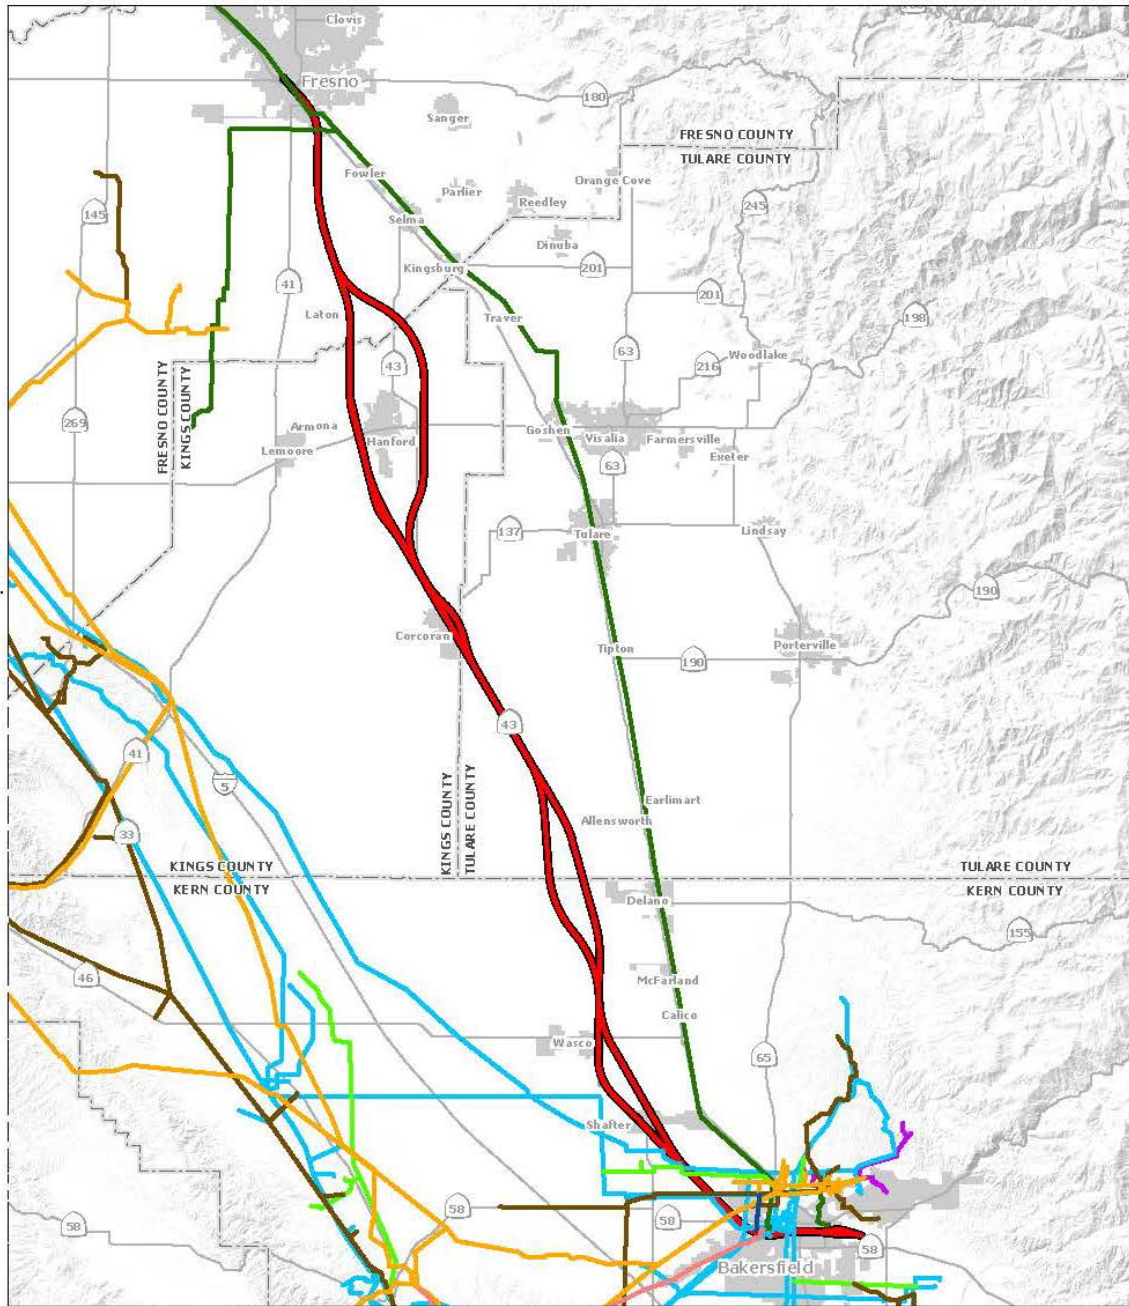 Clovis
Fresno
180
Sanger
FRESNO COUNTY
TULARE COUNTY
Fowler
Parlier
Orange Cove
Reedley
145
Selma
245
Dinuba
Kingsburg
201
41
201
Laton
Traver
198
43
63
216
Woodlake
FRESNO COUNTY
KINGS COUNTY
269
Armona
Hanford
Goshen
Visalia
Farmersville
Lemoore
Exeter
63
137
Tulare
Lindsay
190
Corcoran
Tipton
190
Porterville
43
41
5
KINGS COUNTY
TULARE COUNTY
Earlimart
Allensworth
33
KINGS COUNTY
KERN COUNTY
TULARE COUNTY
KERN COUNTY
Delano
155
46
McFarland
Calico
Wasco
65
Shafter
58
58
58
58
Bakersfield